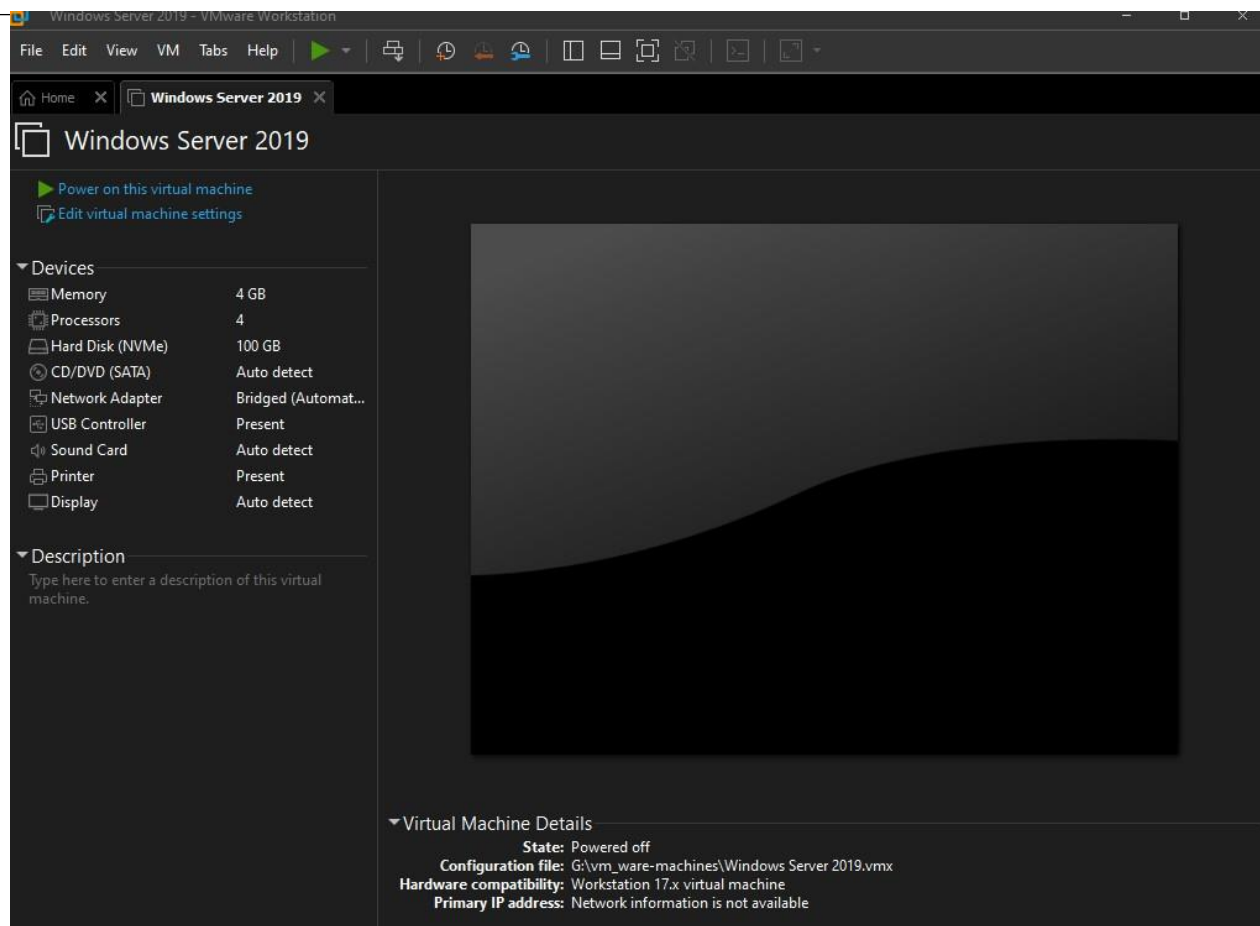 Windows Server 2019 - VMware Workstation
File Edit View VM Tabs Help
Home Windows Server 2019
Windows Server 2019
Power on this virtual machine
Edit virtual machine settings
Devices
Memory 4 GB
Processors 4
Hard Disk (NVMe) 100 GB
CD/DVD (SATA) Auto detect
Network Adapter Bridged (Automat...
USB Controller Present
Sound Card Auto detect
Printer Present
Display Auto detect
Description
Type here to enter a description of this virtual
machine.
Virtual Machine Details
State: Powered off
Configuration file: G:\vm_ware-machines\Windows Server 2019.vmx
Hardware compatibility: Workstation 17.x virtual machine
Primary IP address: Network information is not available